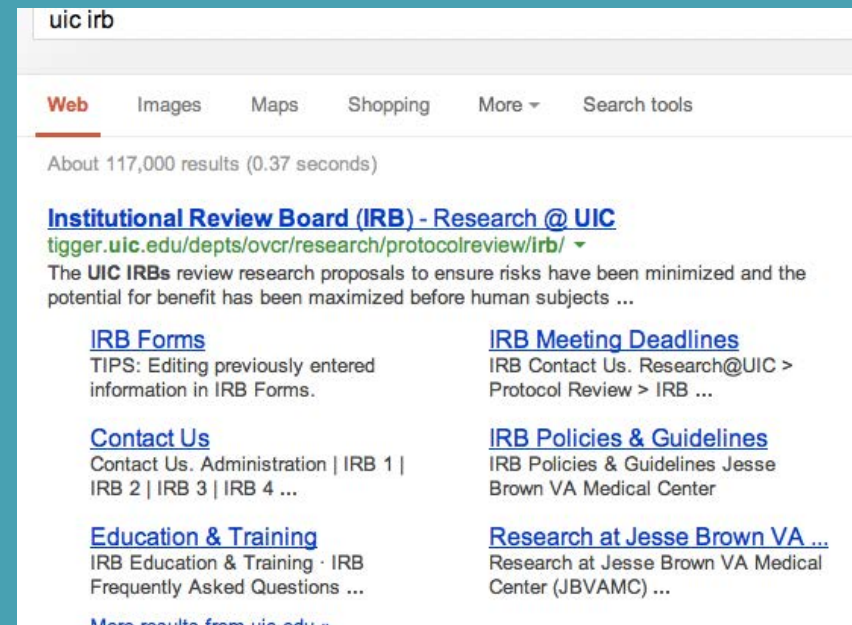 uic irb
Web Images Maps Shopping More Search tools
About 117,000 results (0.37 seconds)
Institutional Review Board (IRB) - Research @ UIC
tigger.uic.edu/depts/ovcr/research/protocolreview/irb/
The UIC IRBs review research proposals to ensure risks have been minimized and the
potential for benefit has been maximized before human subjects ...
IRB Forms
TIPS: Editing previously entered
information in IRB Forms.
IRB Meeting Deadlines
IRB Contact Us. Research@UIC >
Protocol Review > IRB ...
Contact Us
Contact Us. Administration | IRB 1 |
IRB 2 | IRB 3 | IRB 4 ...
IRB Policies & Guidelines
IRB Policies & Guidelines Jesse
Brown VA Medical Center
Education & Training
IRB Education & Training · IRB
Frequently Asked Questions ...
Research at Jesse Brown VA ...
Research at Jesse Brown VA Medical
Center (JBVAMC) ...
More results from uic.edu »